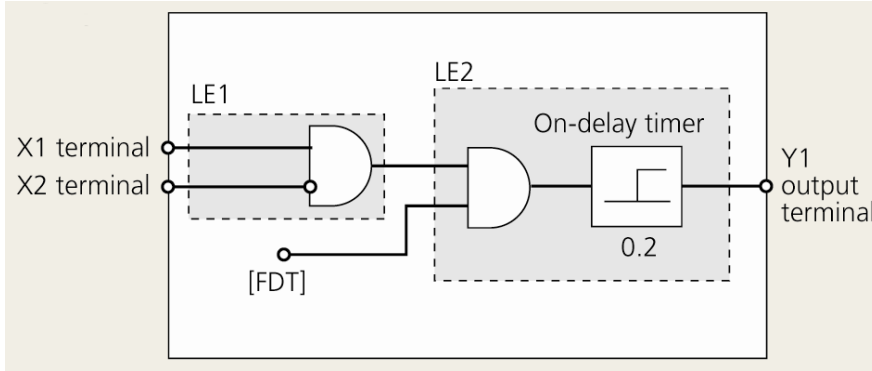 LE1
LE2
On-delay timer
X1 terminal
X2 terminal
Y1
output
terminal
0.2
[FDT]